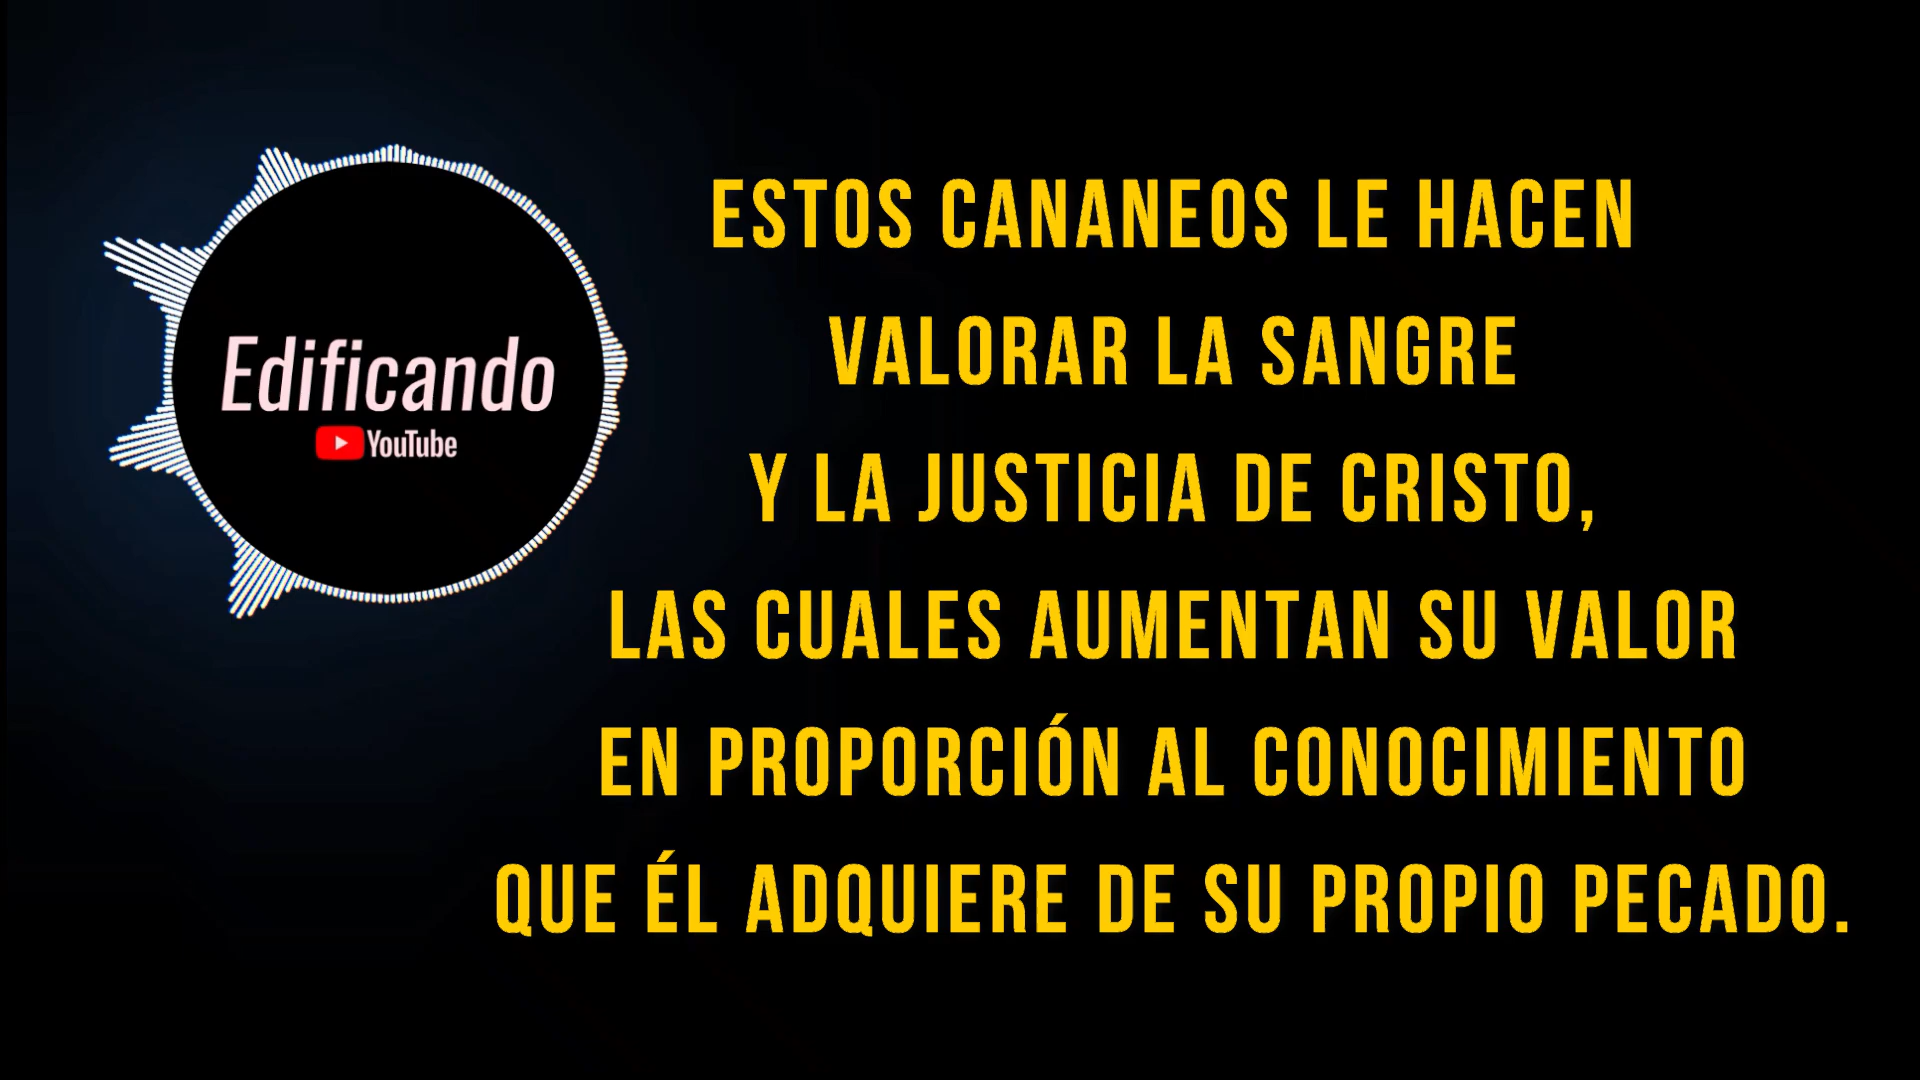 Edificando
YouTube
ESTOS CANANEOS LE HACEN
VALORAR LA SANGRE
Y LA JUSTICIA DE CRISTO,
LAS CUALES AUMENTAN SU VALOR
EN PROPORCIÓN AL CONOCIMIENTO
QUE ÉL ADQUIERE DE SU PROPIO PECADO.